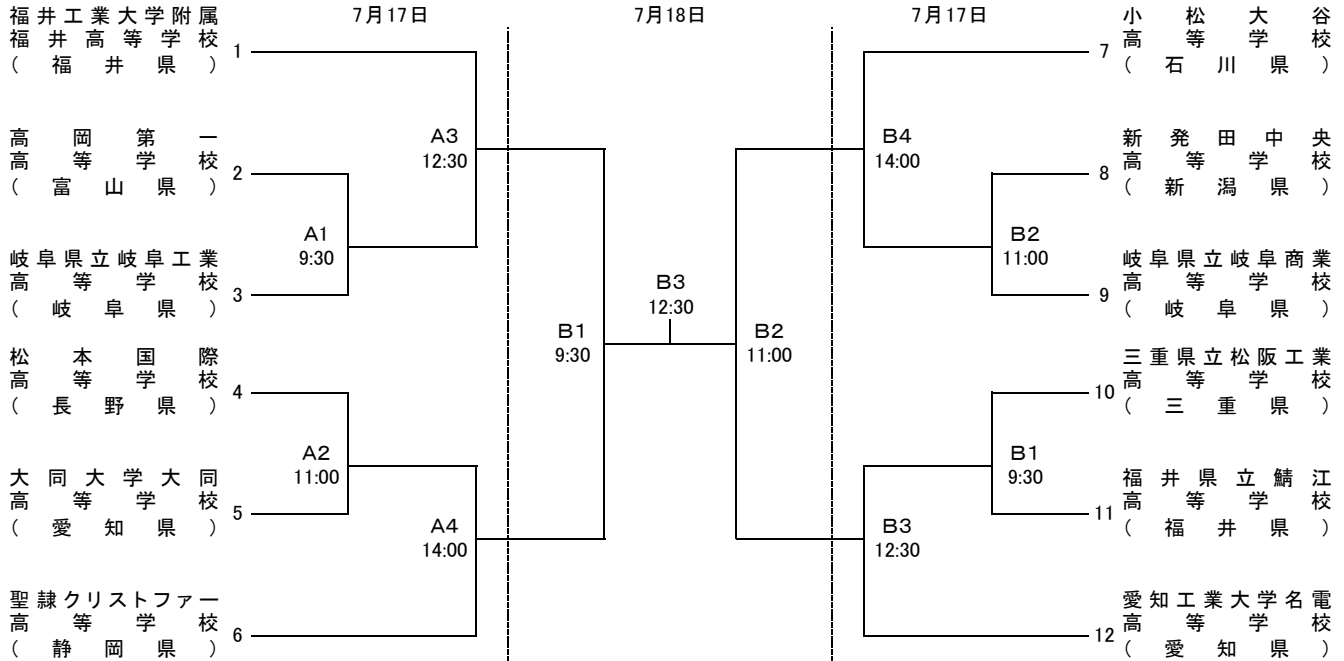 7月17日
7月18日
7月17日
福井工業大学附属
福井高等学校
(福井県)
1
高岡第一
高等学校
(富山県)
2
岐阜県立岐阜工業
高等学校
(岐阜県)
3
松本国際
高等学校
(長野県)
4
大同大学大同
高等学校
(愛知県)
5
聖隷クリストファー
高等学校
(静岡県)
6
A3
12:30
A1
9:30
A2
11:00
A4
14:00
B1
9:30
B3
12:30
B2
11:00
B4
14:00
B2
11:00
B1
9:30
B3
12:30
7
小松大谷
高等学校
(石川県)
8
新発田中央
高等学校
(新潟県)
9
岐阜県立岐阜商業
高等学校
(岐阜県)
10
三重県立松阪工業
高等学校
(三重県)
11
福井県立鯖江
高等学校
(福井県)
12
愛知工業大学名電
高等学校
(愛知県)